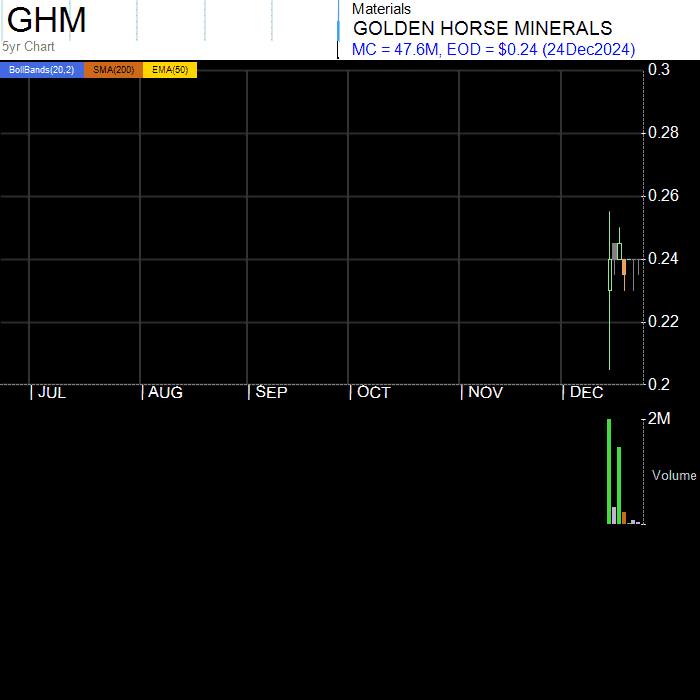 GHM
5yr Chart
Materials
GOLDEN HORSE MINERALS
MC = 47.6M, EOD = $0.24 (24Dec2024)
BollBands(20,2) SMA(200) EMA(50)
0.3
0.28
0.26
0.24
0.22
0.2
JUL AUG SEP OCT NOV DEC
2M
Volume